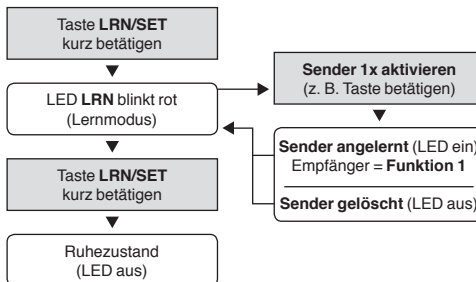 Taste LRN/SET
kurz betätigen
LED LRN blinkt rot
(Lernmodus)
Taste LRN/SET
kurz betätigen
Ruhezustand
(LED aus)
Sender 1x aktivieren
(z. B. Taste betätigen)
Sender angelernt (LED ein)
Empfänger = Funktion 1
Sender gelöscht (LED aus)